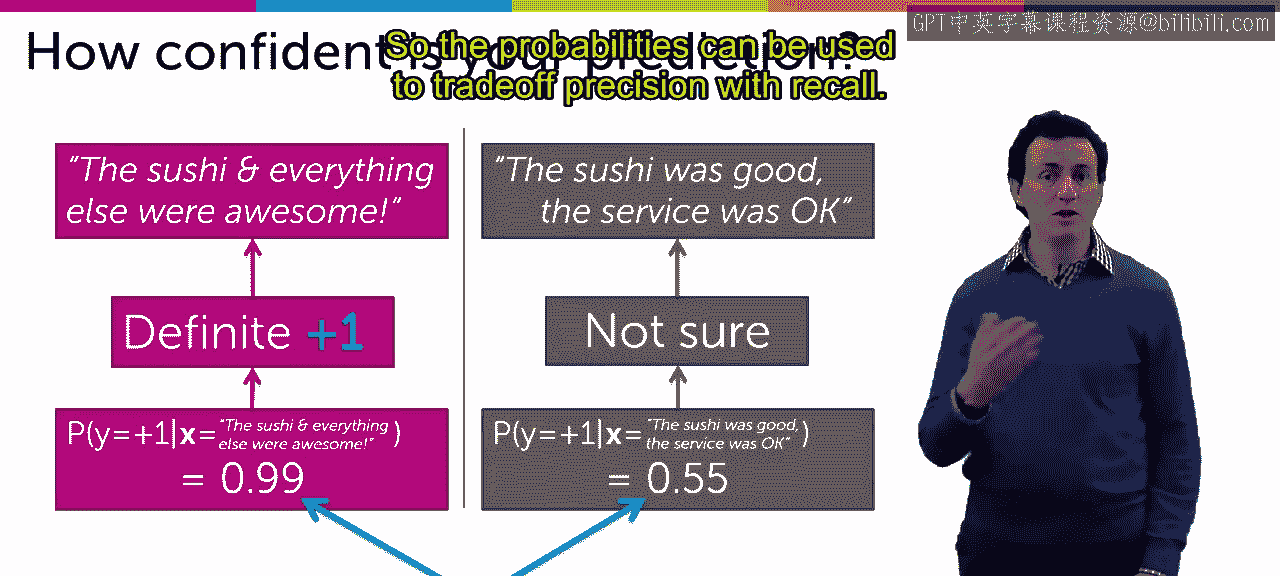 GPT中英字幕课程资源@bilibili.com
How confident is your prediction?
So the probabilities can be used
to tradeoff precision with recall.
"The sushi & everything
else were awesome!"
Definite +1
P(y=+1|x="The sushi & everything
else were awesome!" )
= 0.99
"The sushi was good,
the service was OK"
Not sure
P(y=+1|x="The sushi was good,
the service was OK" )
= 0.55